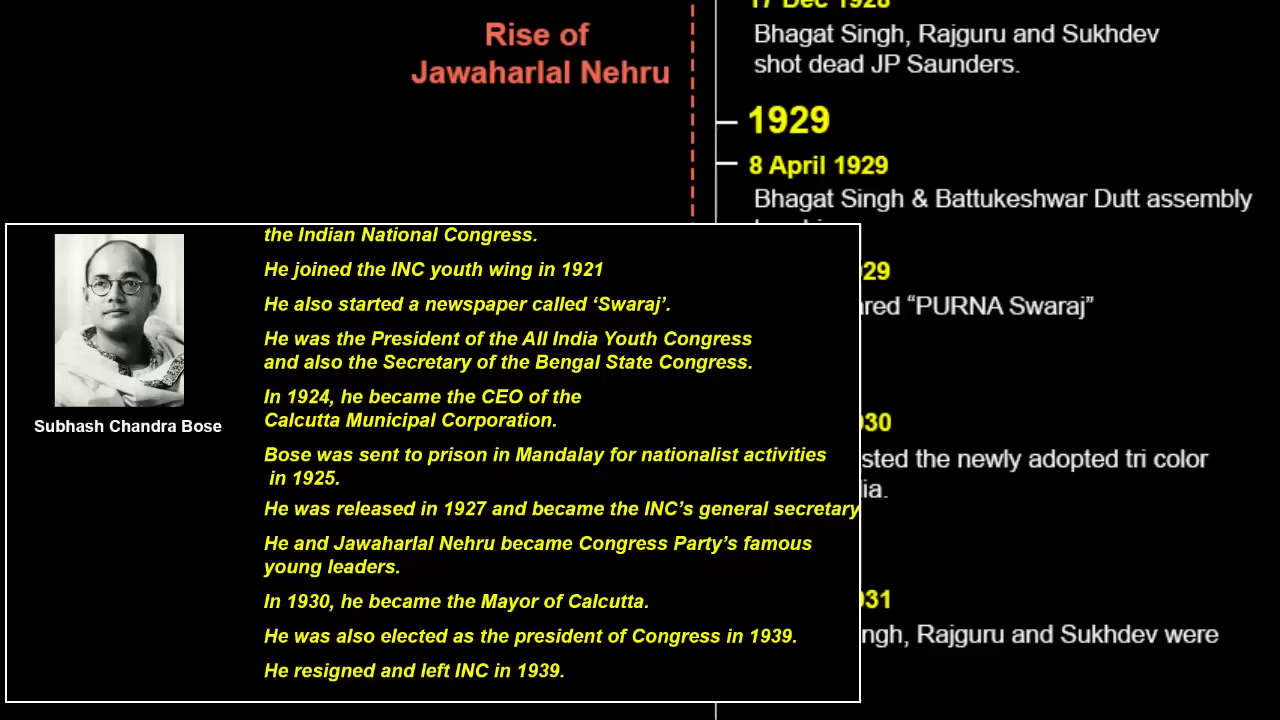 Rise of
Jawaharlal Nehru
17 Dec 1928
Bhagat Singh, Rajguru and Sukhdev
shot dead JP Saunders.
1929
8 April 1929
Bhagat Singh & Battukeshwar Dutt assembly
29
“PURNA Swaraj”
30
the newly adopted tri color
31
Rajguru and Sukhdev were
Subhash Chandra Bose
the Indian National Congress.
He joined the INC youth wing in 1921
He also started a newspaper called ‘Swaraj’.
He was the President of the All India Youth Congress
and also the Secretary of the Bengal State Congress.
In 1924, he became the CEO of the
Calcutta Municipal Corporation.
Bose was sent to prison in Mandalay for nationalist activities
in 1925.
He was released in 1927 and became the INC’s general secretary
He and Jawaharlal Nehru became Congress Party’s famous
young leaders.
In 1930, he became the Mayor of Calcutta.
He was also elected as the president of Congress in 1939.
He resigned and left INC in 1939.